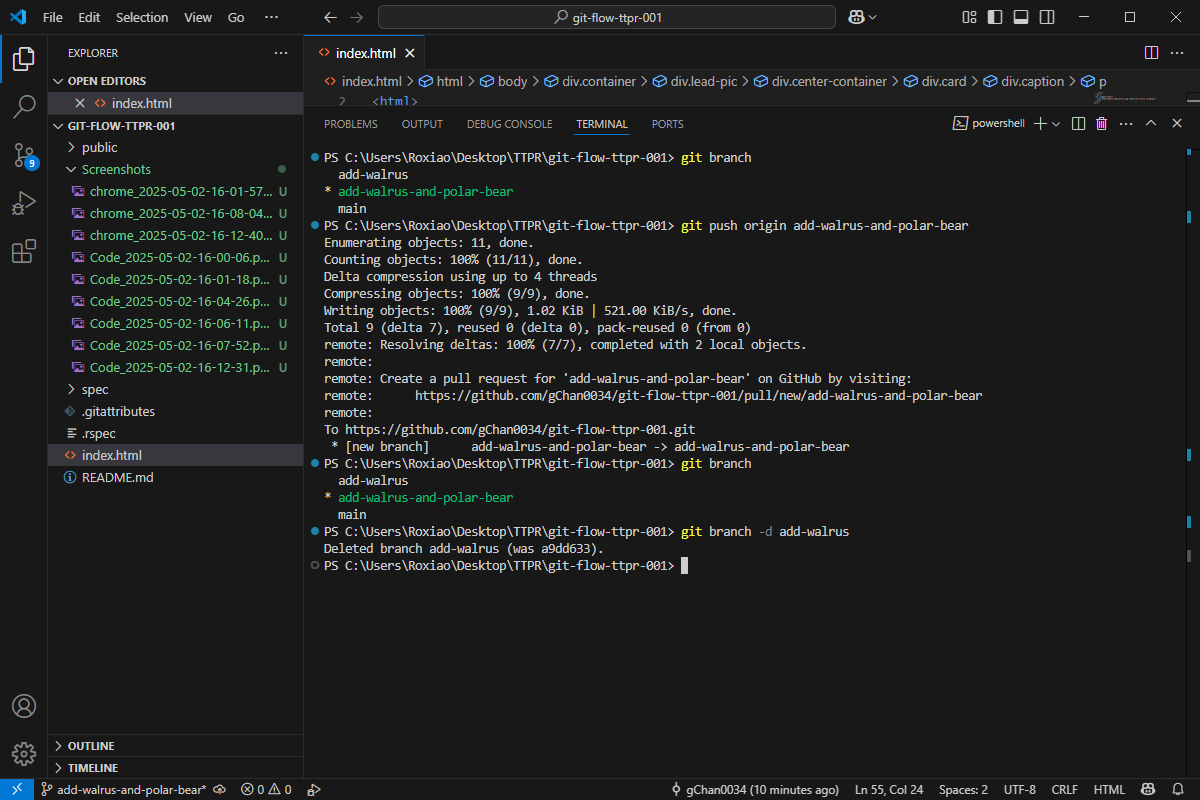 File Edit Selection View Go ···
git-flow-ttpr-001
EXPLORER
OPEN EDITORS
index.html
GIT-FLOW-TTPR-001
public
Screenshots
chrome_2025-05-02-16-01-57... U
chrome_2025-05-02-16-08-04... U
chrome_2025-05-02-16-12-40... U
Code_2025-05-02-16-00-06.p... U
Code_2025-05-02-16-01-18.p... U
Code_2025-05-02-16-04-26.p... U
Code_2025-05-02-16-06-11.p... U
Code_2025-05-02-16-07-52.p... U
Code_2025-05-02-16-12-31.p... U
spec
.gitattributes
.rspec
index.html
README.md
OUTLINE
TIMELINE
9
index.html
index.html > html > body > div.container > div.lead-pic > div.center-container > div.card > div.caption > p
2 <html>
PROBLEMS OUTPUT DEBUG CONSOLE TERMINAL PORTS
powershell
PS C:\Users\Roxiao\Desktop\TTPR\git-flow-ttpr-001> git branch
add-walrus
* add-walrus-and-polar-bear
main
PS C:\Users\Roxiao\Desktop\TTPR\git-flow-ttpr-001> git push origin add-walrus-and-polar-bear
Enumerating objects: 11, done.
Counting objects: 100% (11/11), done.
Delta compression using up to 4 threads
Compressing objects: 100% (9/9), done.
Writing objects: 100% (9/9), 1.02 KiB | 521.00 KiB/s, done.
Total 9 (delta 7), reused 0 (delta 0), pack-reused 0 (from 0)
remote: Resolving deltas: 100% (7/7), completed with 2 local objects.
remote:
remote: Create a pull request for 'add-walrus-and-polar-bear' on GitHub by visiting:
remote:      https://github.com/gChan0034/git-flow-ttpr-001/pull/new/add-walrus-and-polar-bear
remote:
To https://github.com/gChan0034/git-flow-ttpr-001.git
* [new branch]      add-walrus-and-polar-bear -> add-walrus-and-polar-bear
PS C:\Users\Roxiao\Desktop\TTPR\git-flow-ttpr-001> git branch
add-walrus
* add-walrus-and-polar-bear
main
PS C:\Users\Roxiao\Desktop\TTPR\git-flow-ttpr-001> git branch -d add-walrus
Deleted branch add-walrus (was a9dd633).
PS C:\Users\Roxiao\Desktop\TTPR\git-flow-ttpr-001>
add-walrus-and-polar-bear* 0 0 gChan0034 (10 minutes ago) Ln 55, Col 24 Spaces: 2 UTF-8 CRLF HTML